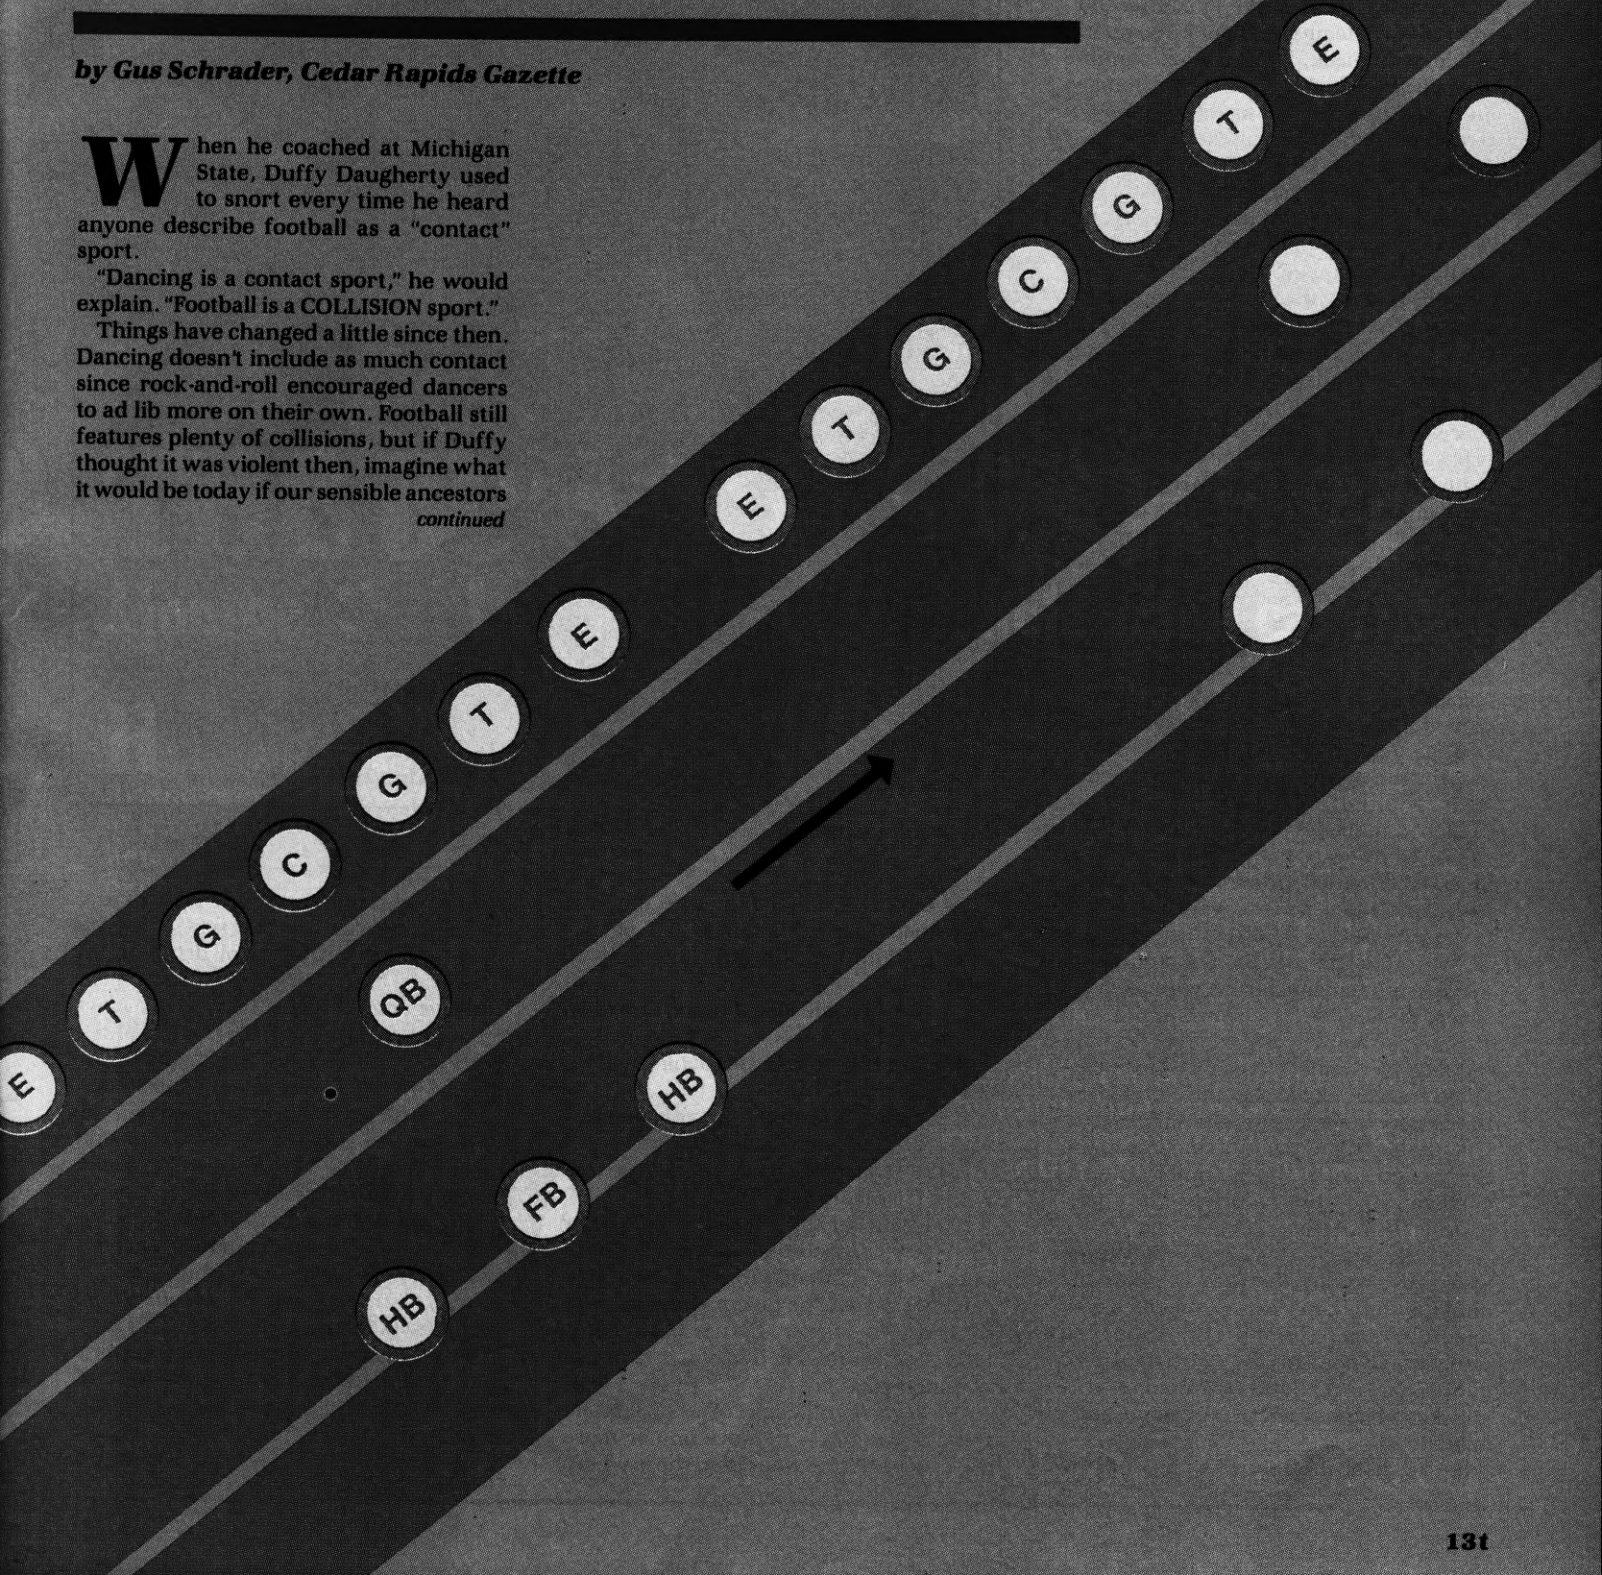 by Gus Schrader, Cedar Rapids Gazette
When he coached at Michigan
State, Duffy Daugherty used
to snort every time he heard
anyone describe football as a "contact"
sport.
"Dancing is a contact sport," he would
explain. "Football is a COLLISION sport."
Things have changed a little since then.
Dancing doesn't include as much contact
since rock-and-roll encouraged dancers
to ad lib more on their own. Football still
features plenty of collisions, but if Duffy
thought it was violent then, imagine what
it would be today if our sensible ancestors
continued
E
T
G
C
G
T
E
E
T
G
C
G
T
E
QB
HB
FB
HB
13t